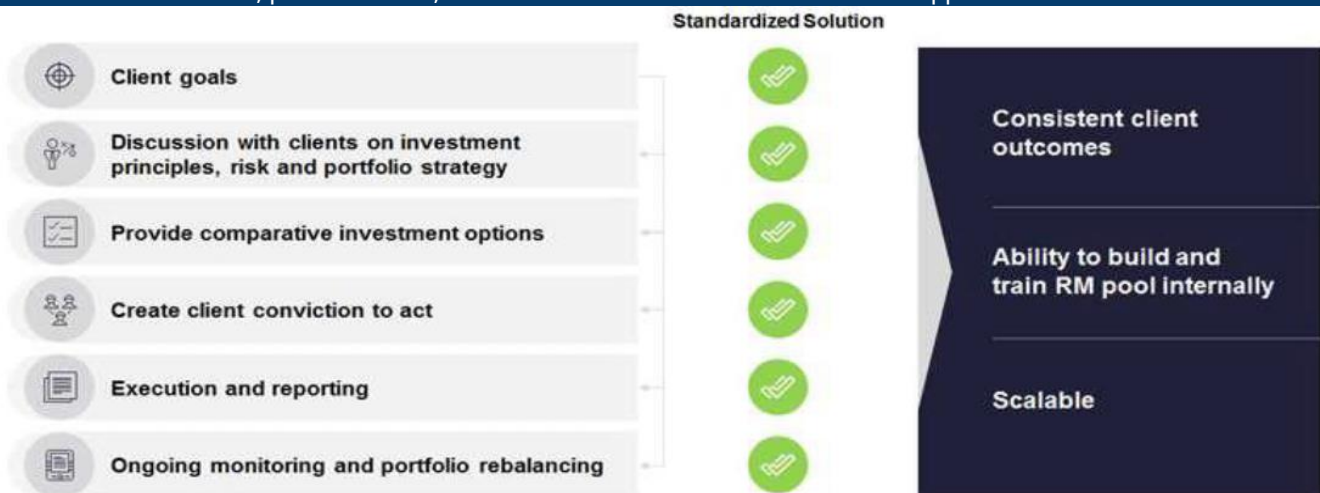 Standardized Solution
Client goals
Discussion with clients on investment
principles, risk and portfolio strategy
Provide comparative investment options
Create client conviction to act
Execution and reporting
Ongoing monitoring and portfolio rebalancing
Consistent client
outcomes
Ability to build and
train RM pool internally
Scalable